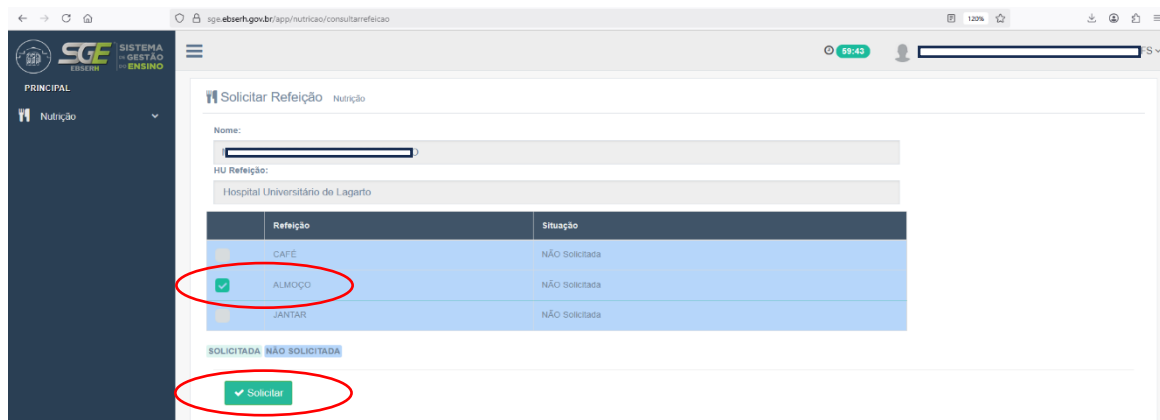 sge.ebserh.gov.br/app/nutricao/consultarrefeicao
120%
SGE
EBSERH
SISTEMA
DE GESTÃO
DO ENSINO
59:43
FS
PRINCIPAL
Nutrição
Solicitar Refeição Nutrição
Nome:
HU Refeição:
Hospital Universitário de Lagarto
Refeição Situação
CAFÉ NÃO Solicitada
ALMOÇO NÃO Solicitada
JANTAR NÃO Solicitada
SOLICITADA NÃO SOLICITADA
Solicitar